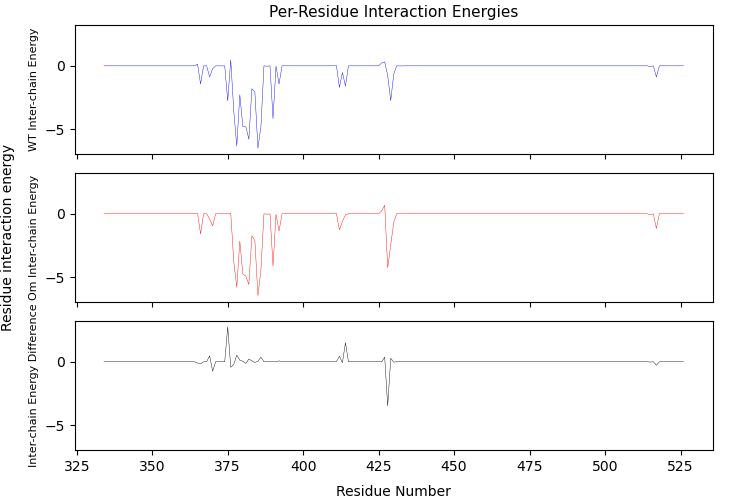 Per-Residue Interaction Energies
Residue interaction energy
WT Inter-chain Energy
0
−5
Om Inter-chain Energy
0
−5
Inter-chain Energy Difference
0
−5
325 350 375 400 425 450 475 500 525
Residue Number